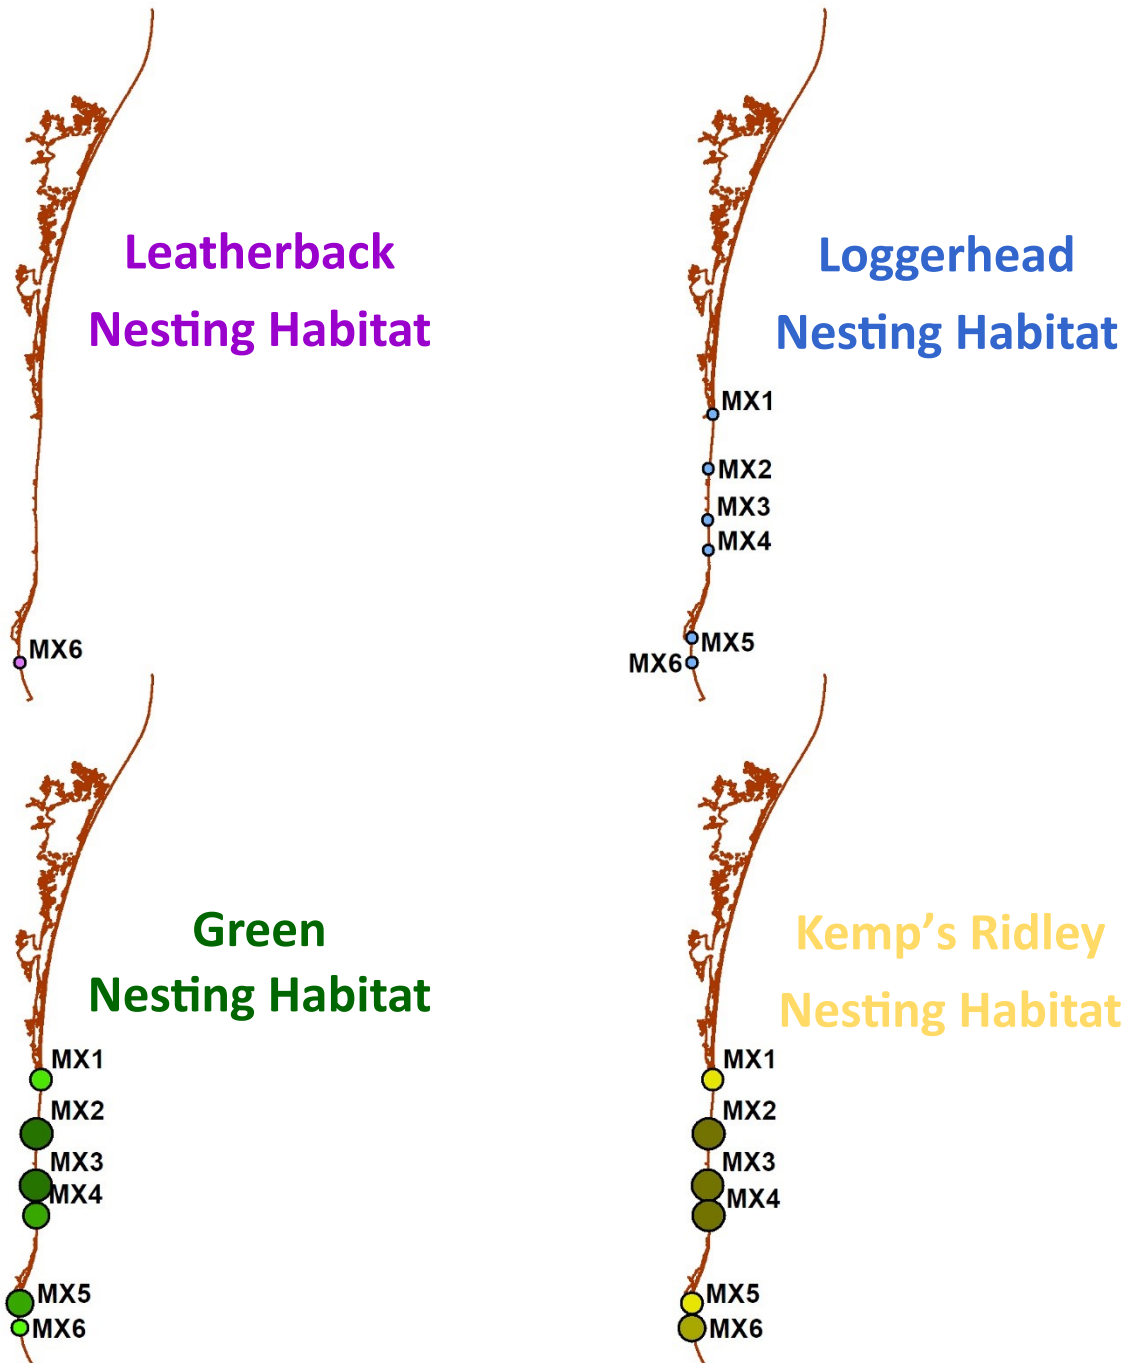 Leatherback
Nesting Habitat
MX6
Loggerhead
Nesting Habitat
MX1
MX2
MX3
MX4
MX5
MX6
Green
Nesting Habitat
MX1
MX2
MX3
MX4
MX5
MX6
Kemp’s Ridley
Nesting Habitat
MX1
MX2
MX3
MX4
MX5
MX6